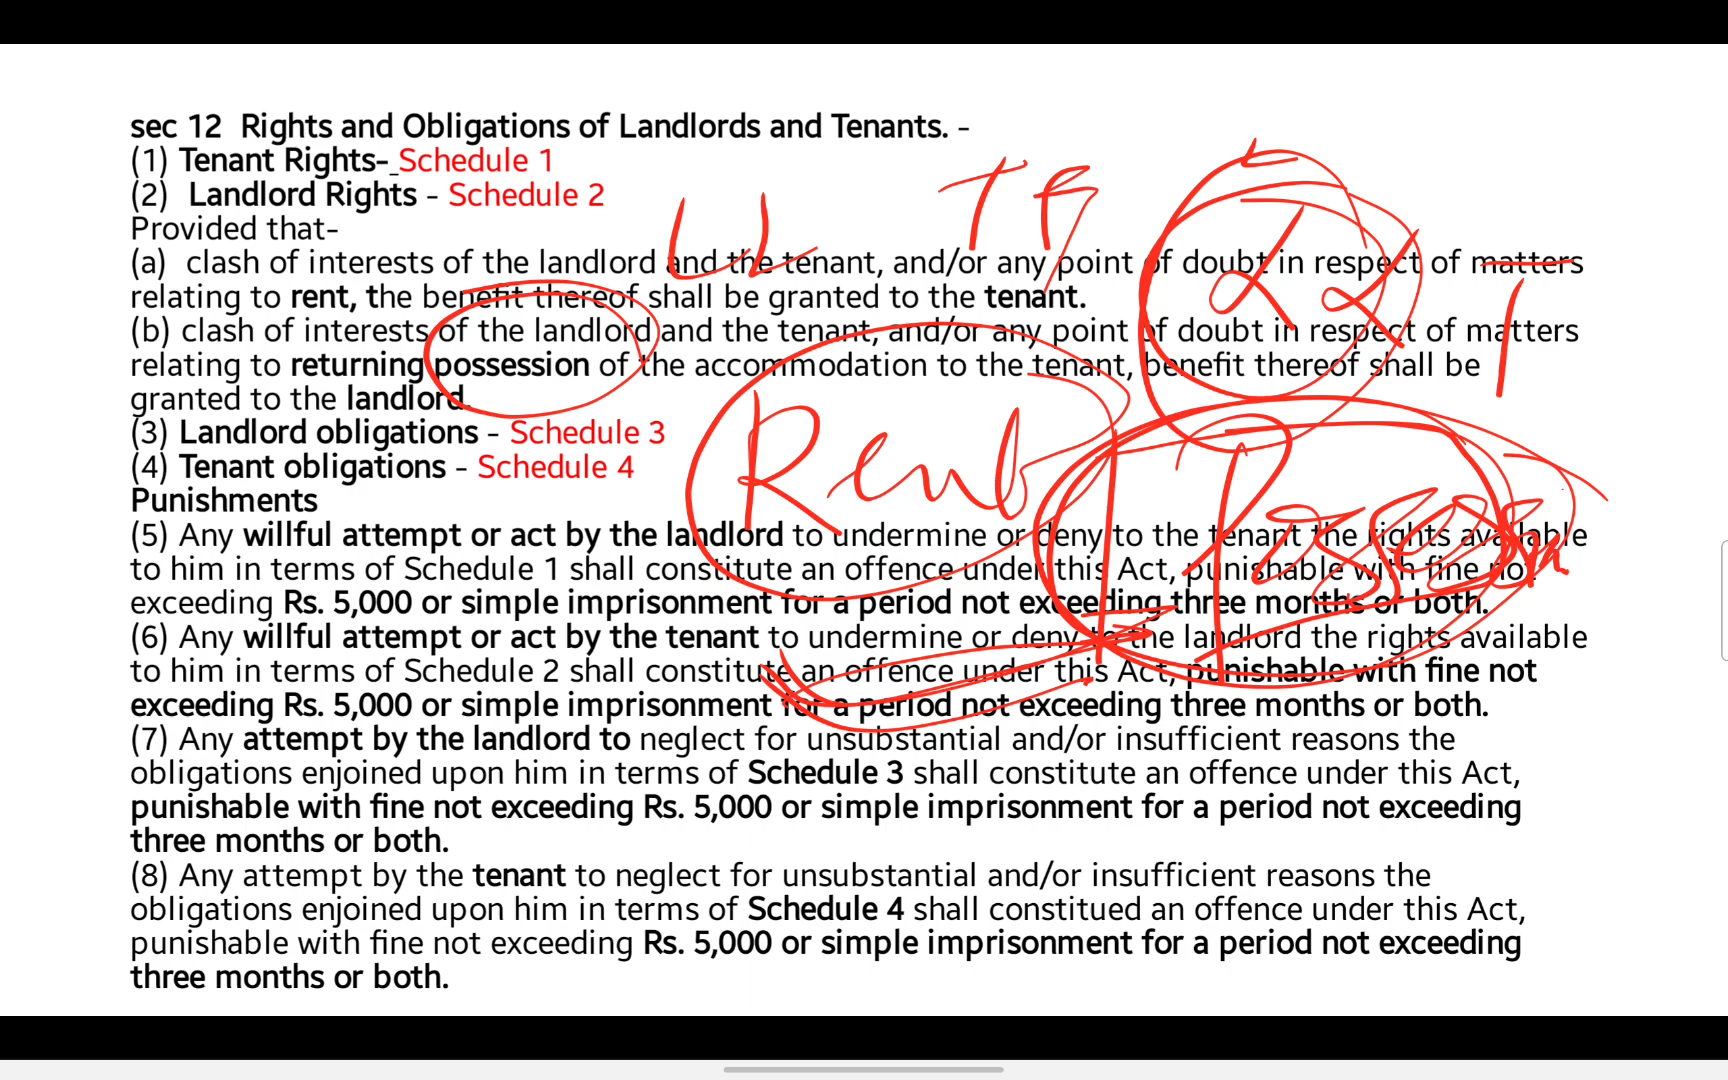 sec 12 Rights and Obligations of Landlords and Tenants. -
(1) Tenant Rights- Schedule 1
(2) Landlord Rights - Schedule 2
Provided that-
(a) clash of interests of the landlord and the tenant, and/or any point of doubt in respect of matters
relating to rent, the benefit thereof shall be granted to the tenant.
(b) clash of interests of the landlord and the tenant, and/or any point of doubt in respect of matters
relating to returning possession of the accommodation to the tenant, benefit thereof shall be
granted to the landlord.
(3) Landlord obligations - Schedule 3
(4) Tenant obligations - Schedule 4
Punishments
(5) Any willful attempt or act by the landlord to undermine or deny to the tenant the rights available
to him in terms of Schedule 1 shall constitute an offence under this Act, punishable with fine not
exceeding Rs. 5,000 or simple imprisonment for a period not exceeding three months or both.
(6) Any willful attempt or act by the tenant to undermine or deny to the landlord the rights available
to him in terms of Schedule 2 shall constitute an offence under this Act, punishable with fine not
exceeding Rs. 5,000 or simple imprisonment for a period not exceeding three months or both.
(7) Any attempt by the landlord to neglect for unsubstantial and/or insufficient reasons the
obligations enjoined upon him in terms of Schedule 3 shall constitute an offence under this Act,
punishable with fine not exceeding Rs. 5,000 or simple imprisonment for a period not exceeding
three months or both.
(8) Any attempt by the tenant to neglect for unsubstantial and/or insufficient reasons the
obligations enjoined upon him in terms of Schedule 4 shall constitued an offence under this Act,
punishable with fine not exceeding Rs. 5,000 or simple imprisonment for a period not exceeding
three months or both.
Rent